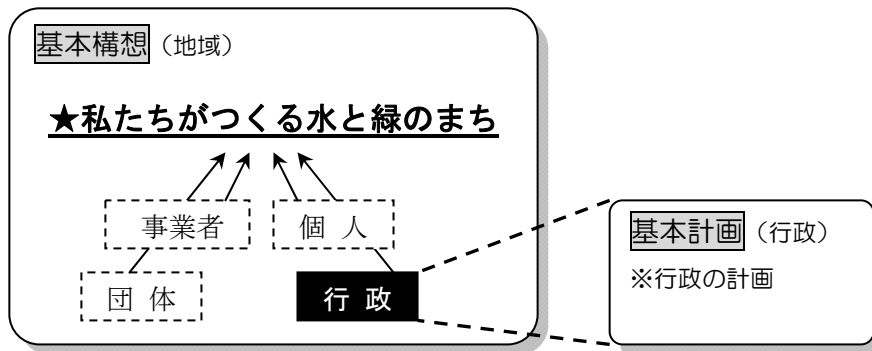 基本構想（地域）
★私たちがつくる水と緑のまち
事業者
個 人
団 体
行 政
基本計画（行政）
※行政の計画